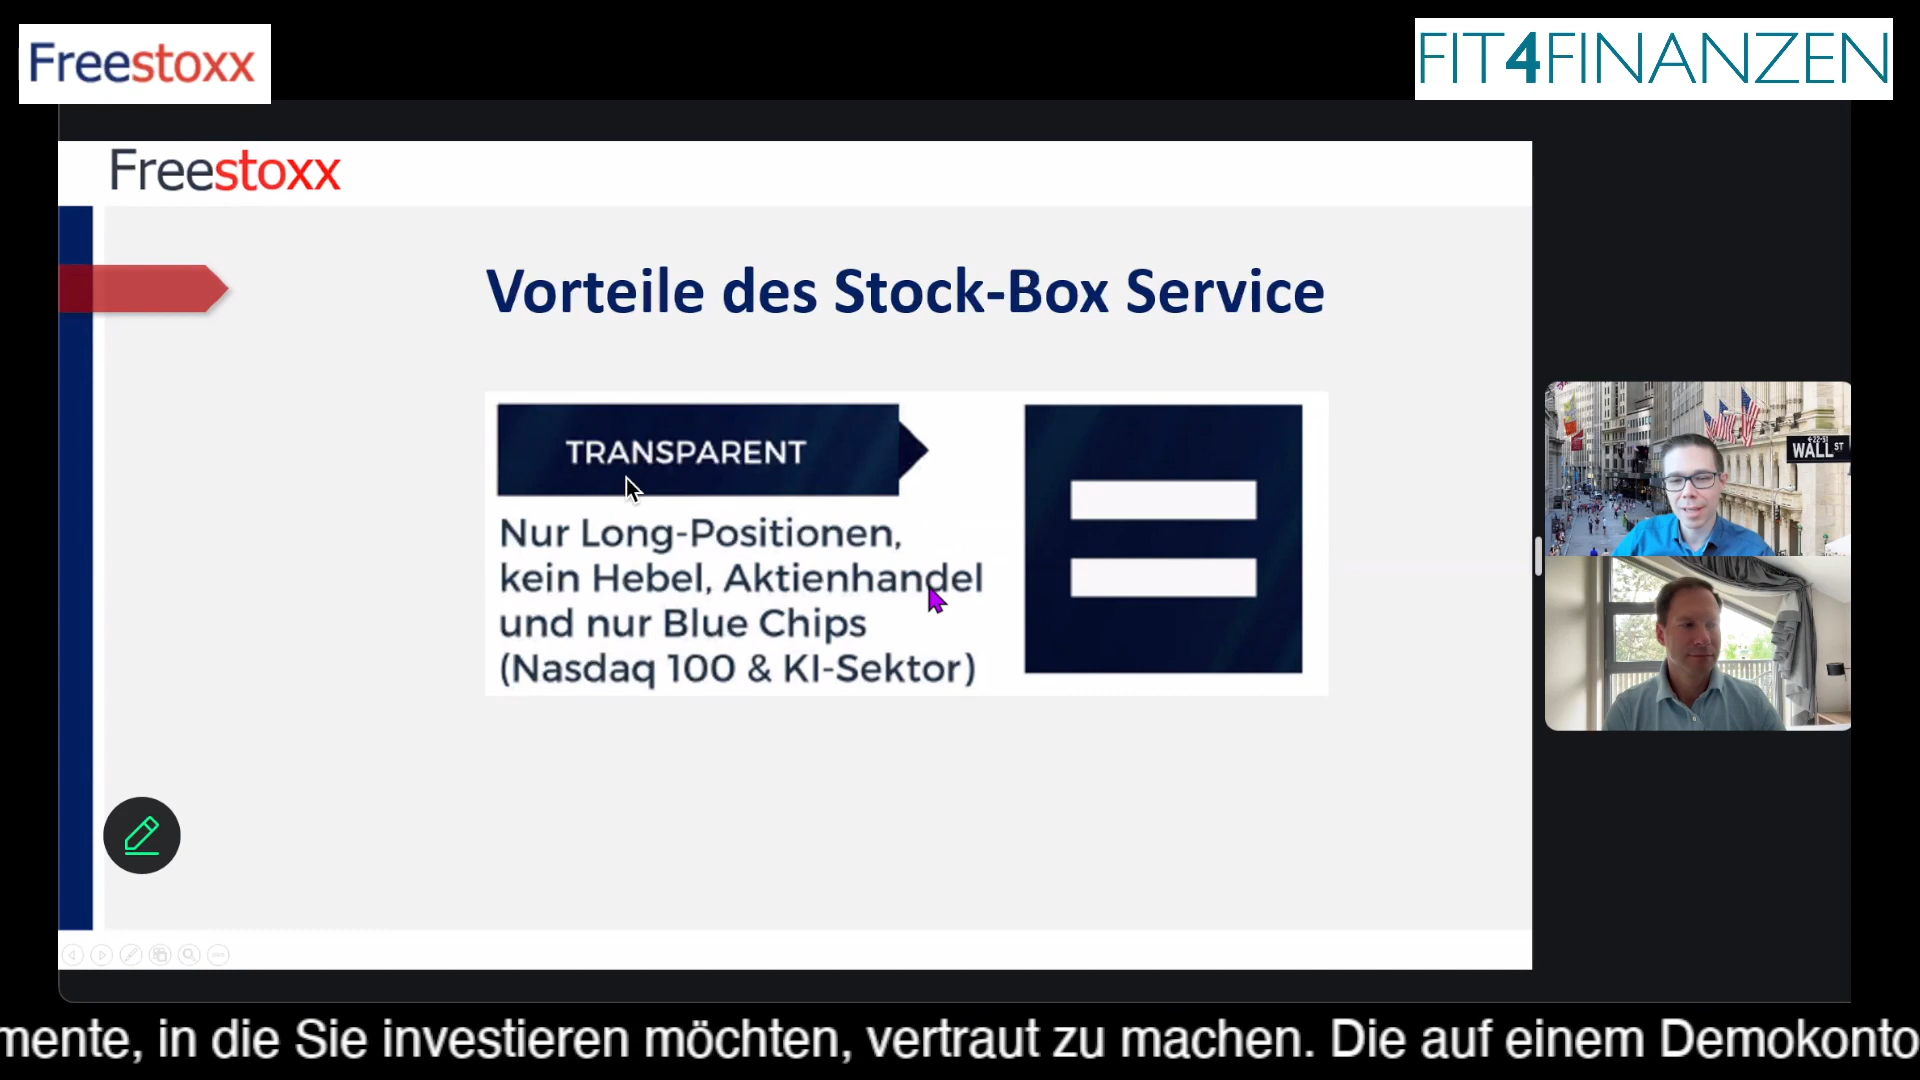 Freestoxx
FIT4FINANZEN
Freestoxx
Vorteile des Stock-Box Service
TRANSPARENT
Nur Long-Positionen,
kein Hebel, Aktienhandel
und nur Blue Chips
(Nasdaq 100 & KI-Sektor)
WALL ST
mente, in die Sie investieren möchten, vertraut zu machen. Die auf einem Demokonto